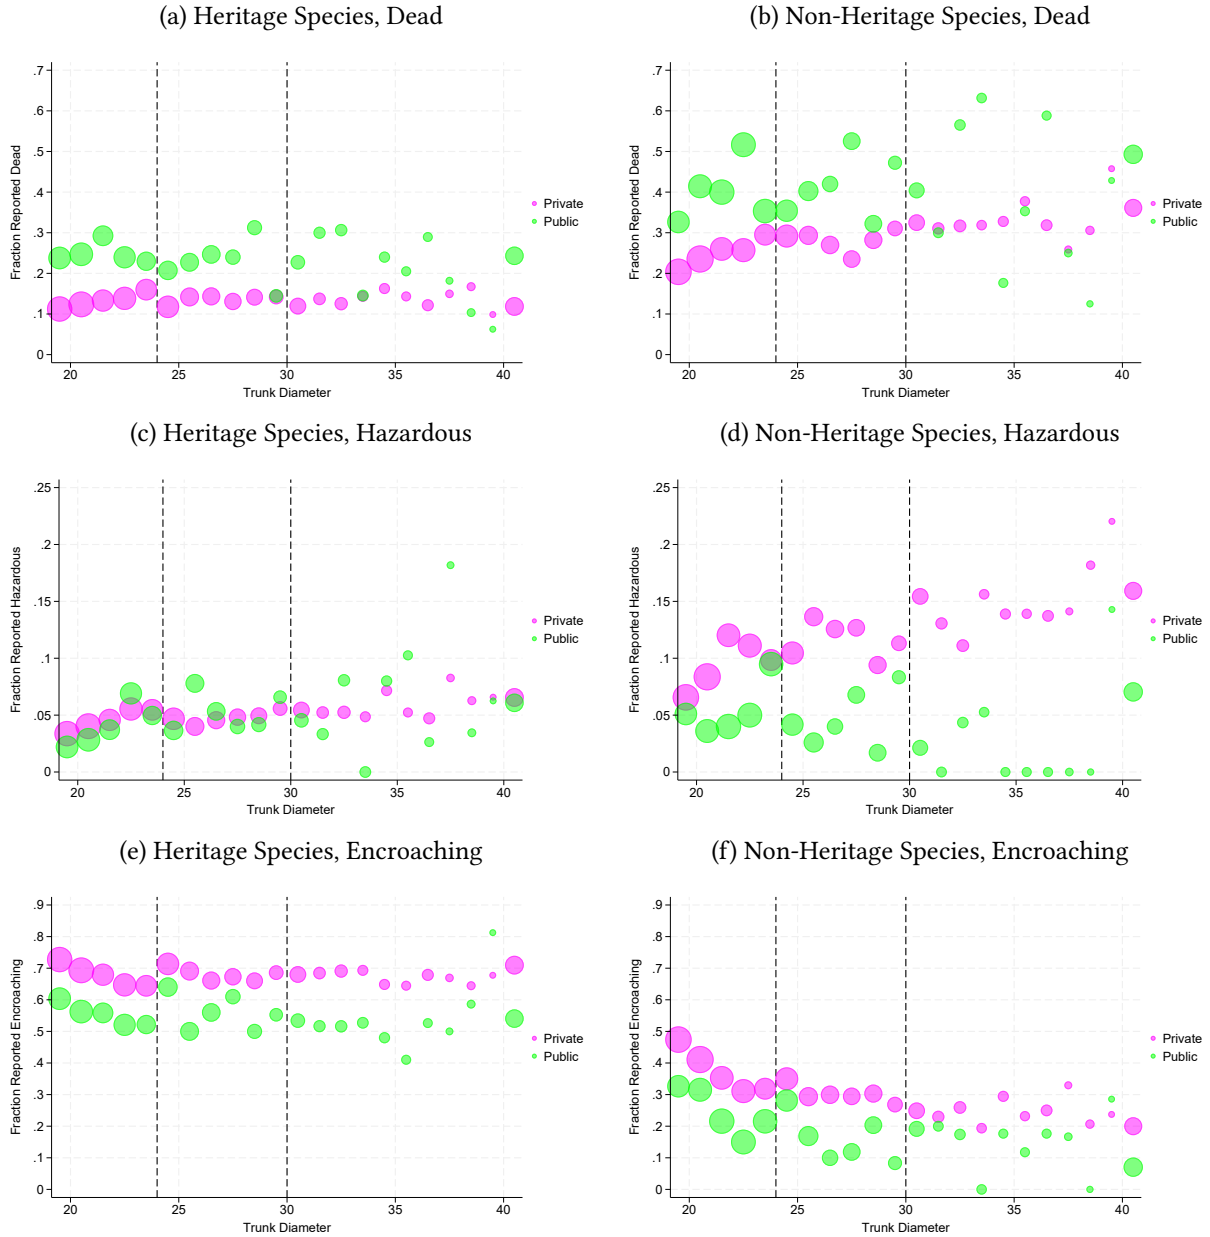 (a) Heritage Species, Dead
.7
.6
.5
.4
.3
.2
.1
0
Fraction Reported Dead
20 25 30 35 40
Trunk Diameter
Private
Public
(b) Non-Heritage Species, Dead
.7
.6
.5
.4
.3
.2
.1
0
Fraction Reported Dead
20 25 30 35 40
Trunk Diameter
Private
Public
(c) Heritage Species, Hazardous
.25
.2
.15
.1
.05
0
Fraction Reported Hazardous
20 25 30 35 40
Trunk Diameter
Private
Public
(d) Non-Heritage Species, Hazardous
.25
.2
.15
.1
.05
0
Fraction Reported Hazardous
20 25 30 35 40
Trunk Diameter
Private
Public
(e) Heritage Species, Encroaching
.9
.8
.7
.6
.5
.4
.3
.2
.1
0
Fraction Reported Encroaching
20 25 30 35 40
Trunk Diameter
Private
Public
(f) Non-Heritage Species, Encroaching
.9
.8
.7
.6
.5
.4
.3
.2
.1
0
Fraction Reported Encroaching
20 25 30 35 40
Trunk Diameter
Private
Public